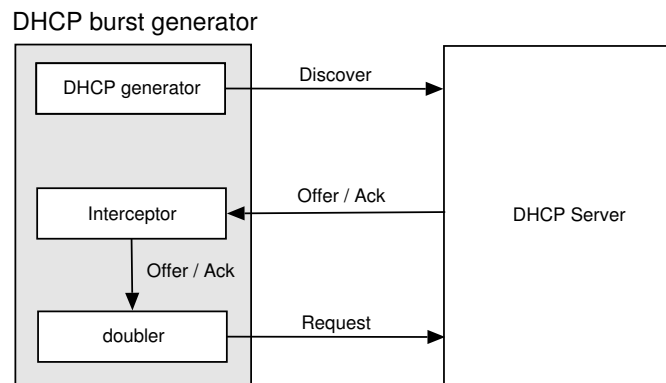 DHCP burst generator
DHCP generator
Discover
Interceptor
Offer / Ack
DHCP Server
Offer / Ack
doubler
Request